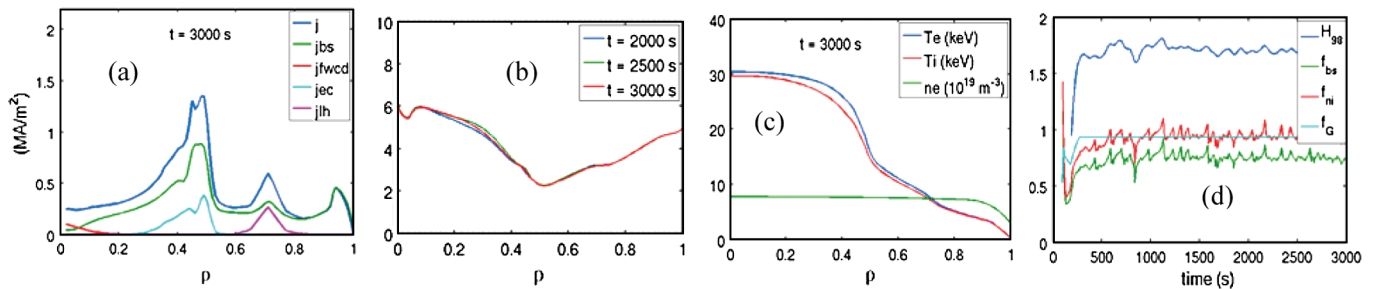 2
1.5
1
0.5
0
(MA/m²)
t = 3000 s
(a)
j
jbs
jfwcd
jec
jlh
0.2
0.4
0.6
0.8
1
ρ
10
8
6
4
2
0
(b)
t = 2000 s
t = 2500 s
t = 3000 s
0
0.2
0.4
0.6
0.8
1
ρ
40
30
20
10
0
t = 3000 s
(c)
Te (keV)
Ti (keV)
ne (10¹⁹ m⁻³)
0
0.2
0.4
0.6
0.8
1
ρ
2
1.5
1
0.5
0
H₉₈
f_bs
f_ni
f_G
(d)
0
500
1000
1500
2000
2500
3000
time (s)